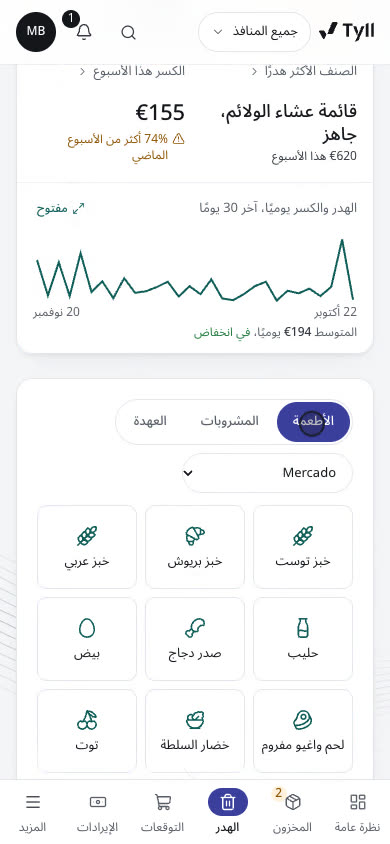 Tyll
جميع المنافذ
1
MB
الصنف الأكثر هدرًا
الكسر هذا الأسبوع
قائمة عشاء الولائم،
جاهز
€620 هذا الأسبوع
€155
74% أكثر من الأسبوع
الماضي
الهدر والكسر يوميًا، آخر 30 يومًا
مفتوح
22 أكتوبر
20 نوفمبر
المتوسط €194 يوميًا، في انخفاض
الأطعمة
المشروبات
العهدة
Mercado
خبز توست
خبز بريوش
خبز عربي
حليب
صدر دجاج
بيض
لحم واغيو مفروم
خضار السلطة
توت
نظرة عامة
2
المخزون
الهدر
التوقعات
الإيرادات
المزيد